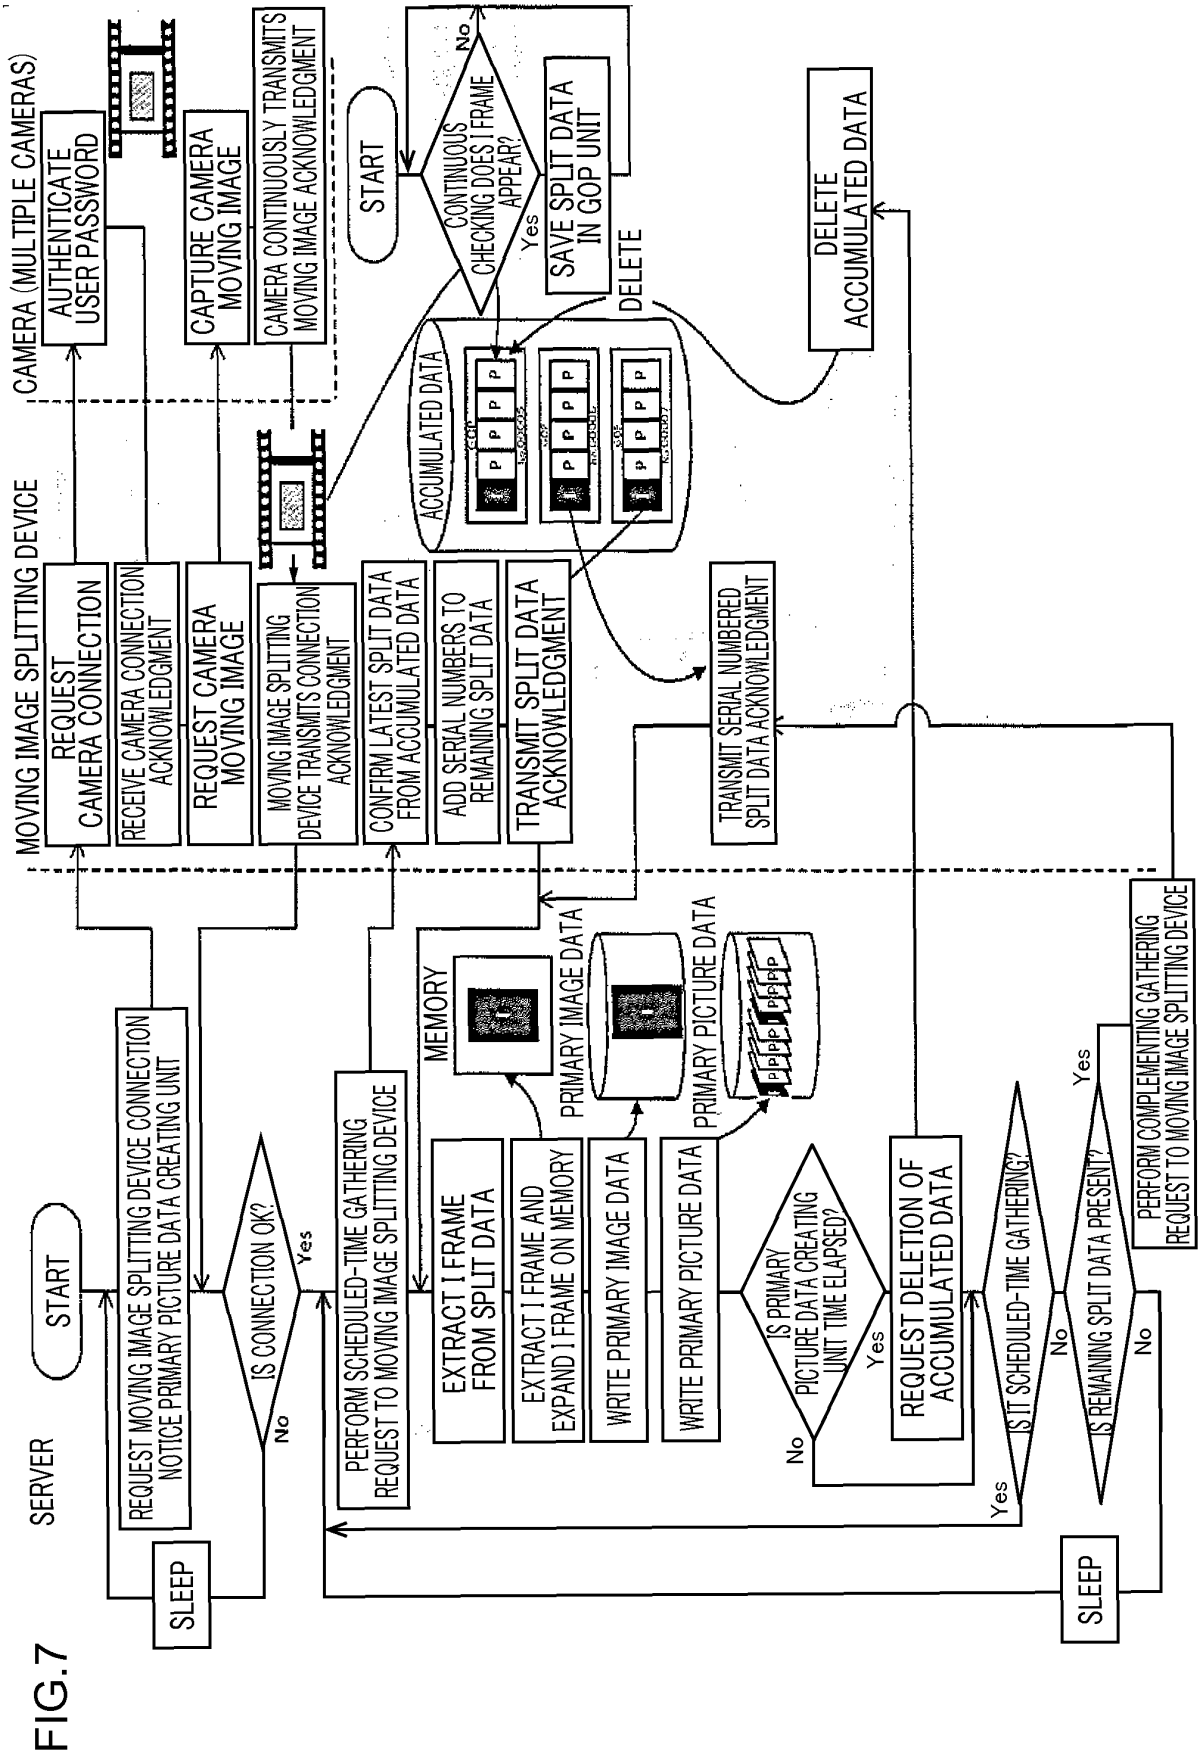 FIG.7
SERVER
MOVING IMAGE SPLITTING DEVICE
CAMERA (MULTIPLE CAMERAS)
START
REQUEST MOVING IMAGE SPLITTING DEVICE CONNECTION
NOTICE PRIMARY PICTURE DATA CREATING UNIT
SLEEP
IS CONNECTION OK?
No
Yes
PERFORM SCHEDULED-TIME GATHERING
REQUEST TO MOVING IMAGE SPLITTING DEVICE
EXTRACT I FRAME
FROM SPLIT DATA
EXTRACT I FRAME AND
EXPAND I FRAME ON MEMORY
WRITE PRIMARY IMAGE DATA
WRITE PRIMARY PICTURE DATA
MEMORY
I
PRIMARY IMAGE DATA
I
PRIMARY PICTURE DATA
P P P P P P
IS PRIMARY
PICTURE DATA CREATING
UNIT TIME ELAPSED?
No
Yes
REQUEST DELETION OF
ACCUMULATED DATA
IS IT SCHEDULED-TIME GATHERING?
Yes
No
IS REMAINING SPLIT DATA PRESENT?
Yes
No
SLEEP
PERFORM COMPLEMENTING GATHERING
REQUEST TO MOVING IMAGE SPLITTING DEVICE
REQUEST
CAMERA CONNECTION
RECEIVE CAMERA CONNECTION
ACKNOWLEDGMENT
REQUEST CAMERA
MOVING IMAGE
MOVING IMAGE SPLITTING
DEVICE TRANSMITS CONNECTION
ACKNOWLEDGMENT
CONFIRM LATEST SPLIT DATA
FROM ACCUMULATED DATA
ADD SERIAL NUMBERS TO
REMAINING SPLIT DATA
TRANSMIT SPLIT DATA
ACKNOWLEDGMENT
TRANSMIT SERIAL NUMBERED
SPLIT DATA ACKNOWLEDGMENT
ACCUMULATED DATA
GOP
I P P P P
GOP
I P P P P
GOP
I P P P P
AUTHENTICATE
USER PASSWORD
CAPTURE CAMERA
MOVING IMAGE
CAMERA CONTINUOUSLY TRANSMITS
MOVING IMAGE ACKNOWLEDGMENT
START
CONTINUOUS
CHECKING DOES I FRAME
APPEAR?
No
Yes
SAVE SPLIT DATA
IN GOP UNIT
DELETE
DELETE
ACCUMULATED DATA